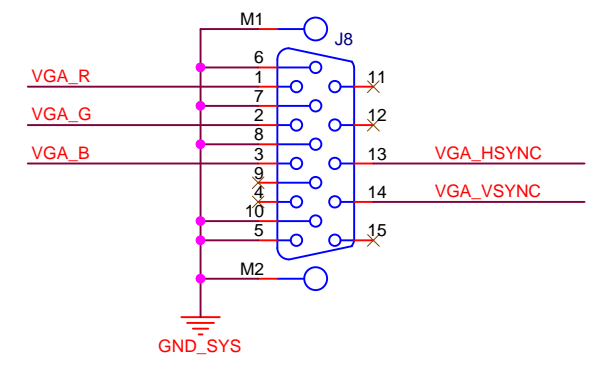 M1
J8
6
VGA_R
1
11
7
VGA_G
2
12
8
VGA_B
3
13
VGA_HSYNC
9
4
14
VGA_VSYNC
10
5
15
M2
GND_SYS